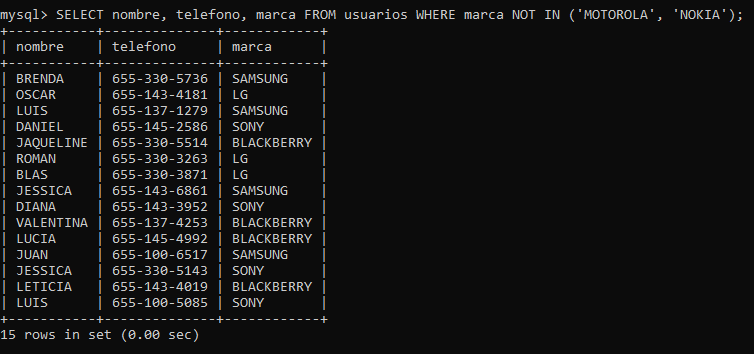 mysql> SELECT nombre, telefono, marca FROM usuarios WHERE marca NOT IN ('MOTOROLA', 'NOKIA');
+-----------+--------------+------------+
| nombre    | telefono     | marca      |
+-----------+--------------+------------+
| BRENDA    | 655-330-5736 | SAMSUNG    |
| OSCAR     | 655-143-4181 | LG         |
| LUIS      | 655-137-1279 | SAMSUNG    |
| DANIEL    | 655-145-2586 | SONY       |
| JAQUELINE | 655-330-5514 | BLACKBERRY |
| ROMAN     | 655-330-3263 | LG         |
| BLAS      | 655-330-3871 | LG         |
| JESSICA   | 655-143-6861 | SAMSUNG    |
| DIANA     | 655-143-3952 | SONY       |
| VALENTINA | 655-137-4253 | BLACKBERRY |
| LUCIA     | 655-145-4992 | BLACKBERRY |
| JUAN      | 655-100-6517 | SAMSUNG    |
| JESSICA   | 655-330-5143 | SONY       |
| LETICIA   | 655-143-4019 | BLACKBERRY |
| LUIS      | 655-100-5085 | SONY       |
+-----------+--------------+------------+
15 rows in set (0.00 sec)